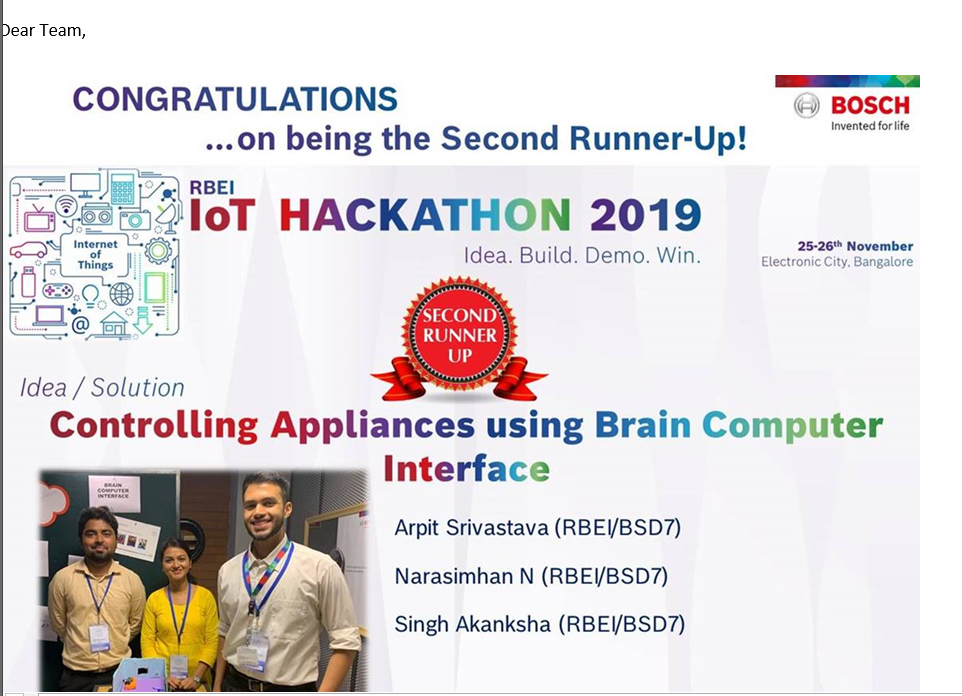 Dear Team,
CONGRATULATIONS
...on being the Second Runner-Up!
BOSCH
Invented for life
RBEI
IoT HACKATHON 2019
Idea. Build. Demo. Win.
Internet
of
Things
25-26th November
Electronic City, Bangalore
SECOND
RUNNER
UP
Idea / Solution
Controlling Appliances using Brain Computer
Interface
BRAIN
COMPUTER
INTERFACE
Arpit Srivastava (RBEI/BSD7)
Narasimhan N (RBEI/BSD7)
Singh Akanksha (RBEI/BSD7)